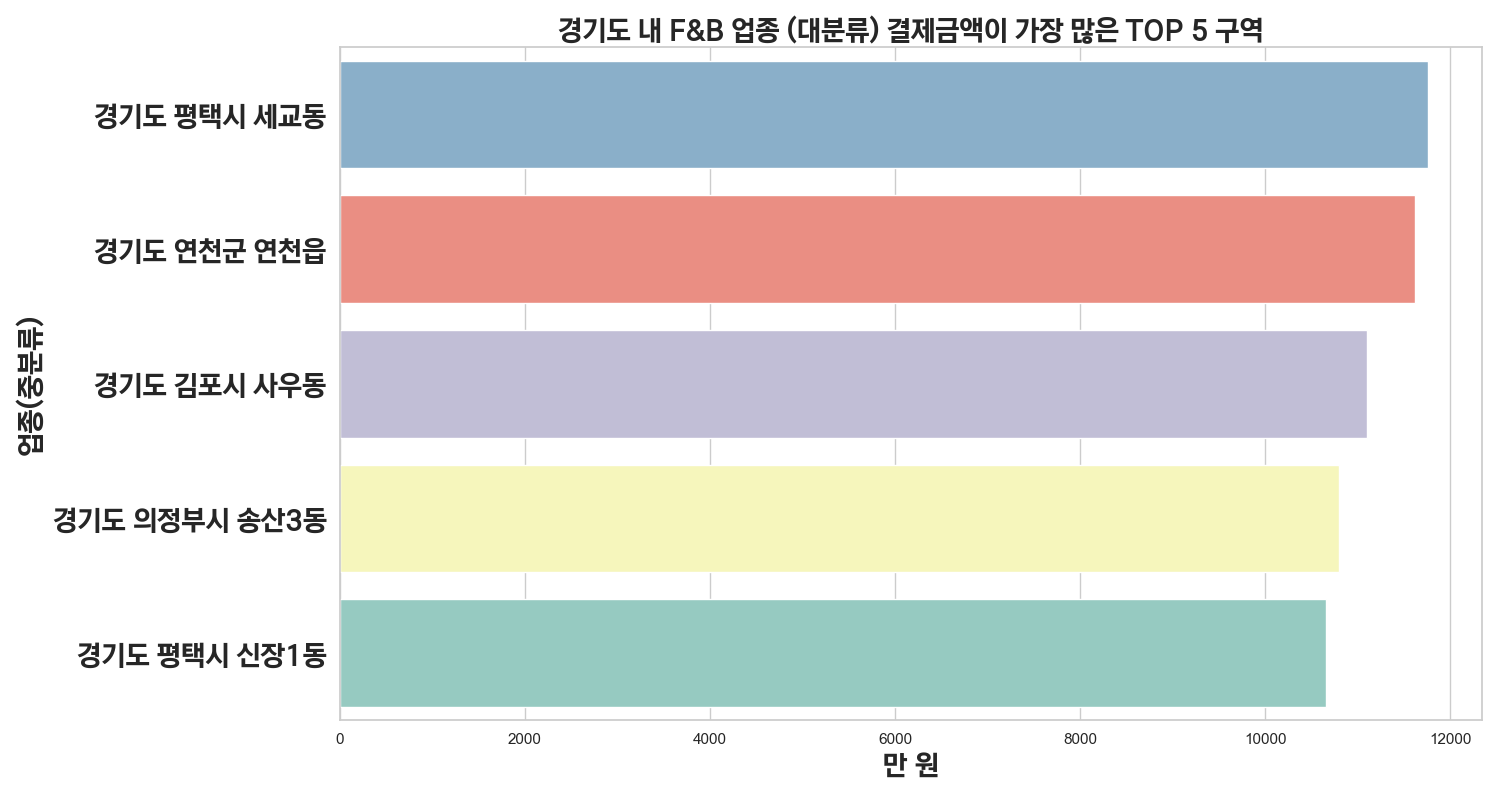 경기도 내 F&B 업종 (대분류) 결제금액이 가장 많은 TOP 5 구역
업종(중분류)
경기도 평택시 세교동
경기도 연천군 연천읍
경기도 김포시 사우동
경기도 의정부시 송산3동
경기도 평택시 신장1동
0 2000 4000 6000 8000 10000 12000
만 원